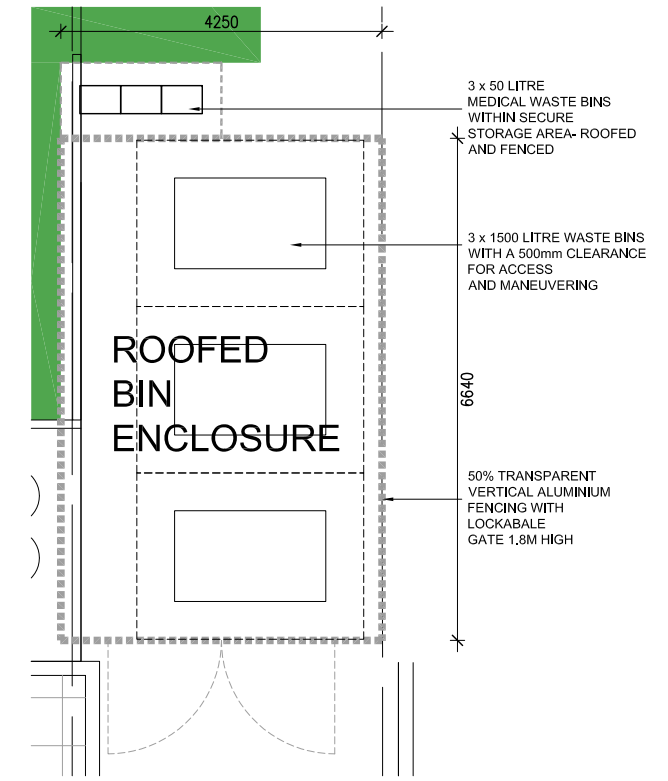 4250
3 x 50 LITRE
MEDICAL WASTE BINS
WITHIN SECURE
STORAGE AREA- ROOFED
AND FENCED
3 x 1500 LITRE WASTE BINS
WITH A 500mm CLEARANCE
FOR ACCESS
AND MANEUVERING
ROOFED
BIN
ENCLOSURE
6640
50% TRANSPARENT
VERTICAL ALUMINIUM
FENCING WITH
LOCKABALE
GATE 1.8M HIGH